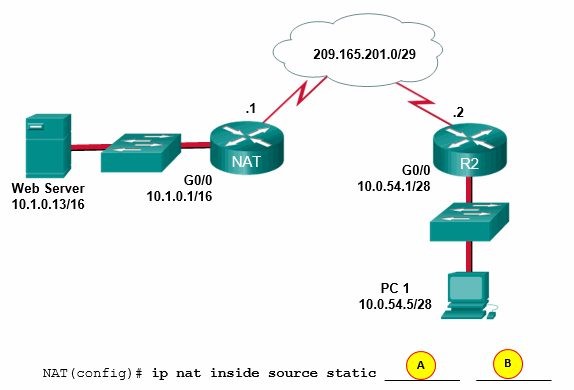 209.165.201.0/29
.1
.2
NAT
R2
G0/0
10.1.0.1/16
G0/0
10.0.54.1/28
Web Server
10.1.0.13/16
PC 1
10.0.54.5/28
NAT(config)# ip nat inside source static A B